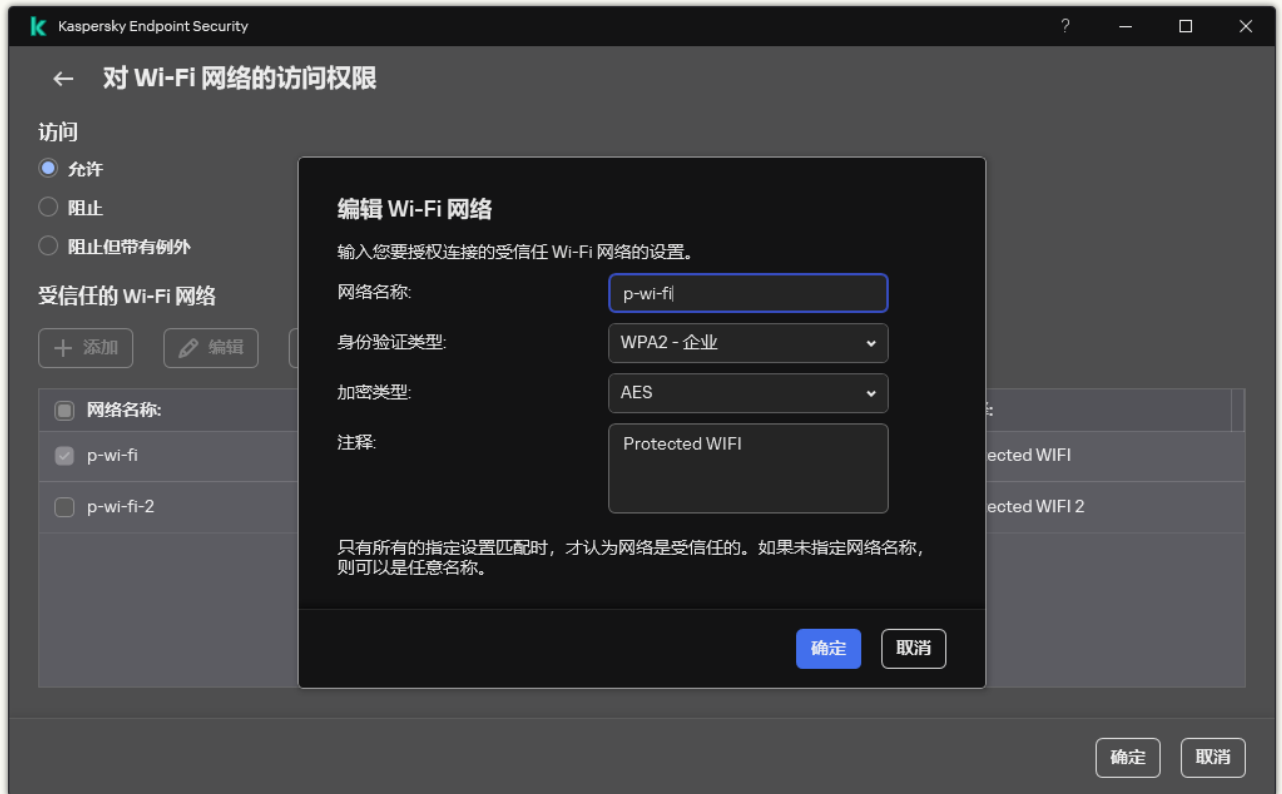 Kaspersky Endpoint Security
对 Wi-Fi 网络的访问权限
访问
允许
阻止
阻止但带有例外
受信任的 Wi-Fi 网络
添加
编辑
网络名称:
p-wi-fi
ected WIFI
p-wi-fi-2
ected WIFI 2
编辑 Wi-Fi 网络
输入您要授权连接的受信任 Wi-Fi 网络的设置。
网络名称:
p-wi-fi
身份验证类型:
WPA2 - 企业
加密类型:
AES
注释:
Protected WIFI
只有所有的指定设置匹配时，才认为网络是受信任的。如果未指定网络名称，
则可以是任意名称。
确定
取消
确定
取消